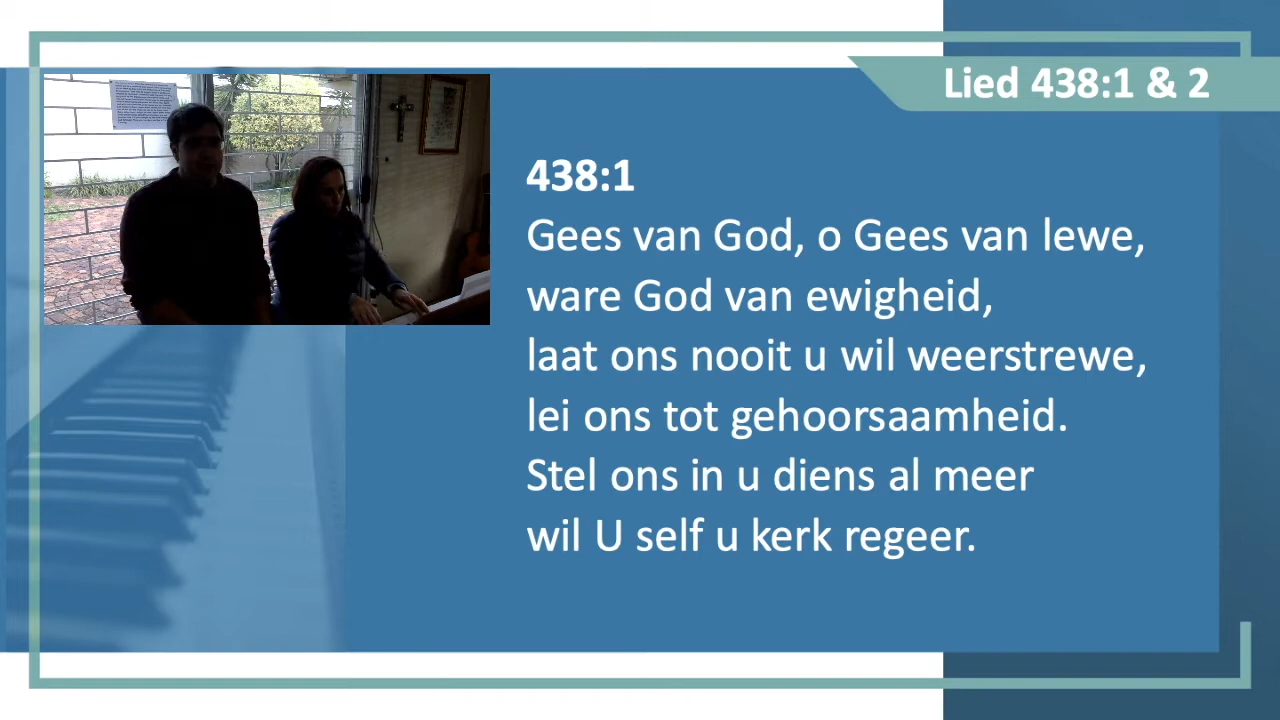 Lied 438:1 & 2
438:1
Gees van God, o Gees van lewe,
ware God van ewigheid,
laat ons nooit u wil weerstrewe,
lei ons tot gehoorsaamheid.
Stel ons in u diens al meer
wil U self u kerk regeer.